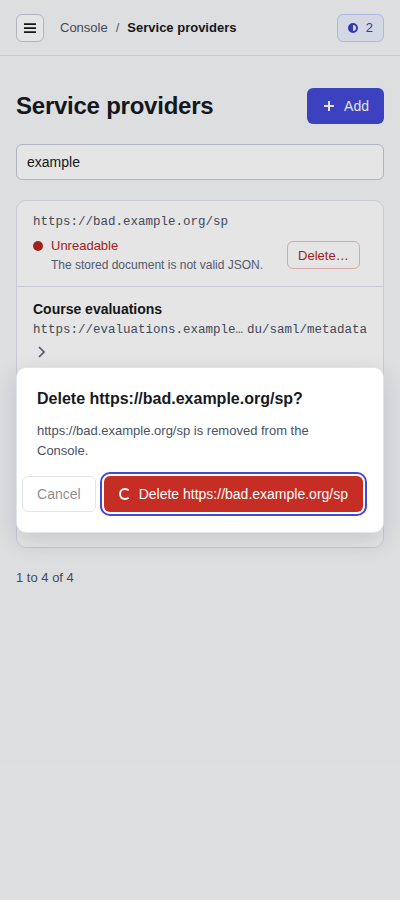 Console / Service providers
2
Service providers
Add
example
https://bad.example.org/sp
Unreadable
The stored document is not valid JSON.
Delete…
Course evaluations
https://evaluations.example… du/saml/metadata
Delete https://bad.example.org/sp?
https://bad.example.org/sp is removed from the
Console.
Cancel
Delete https://bad.example.org/sp
1 to 4 of 4